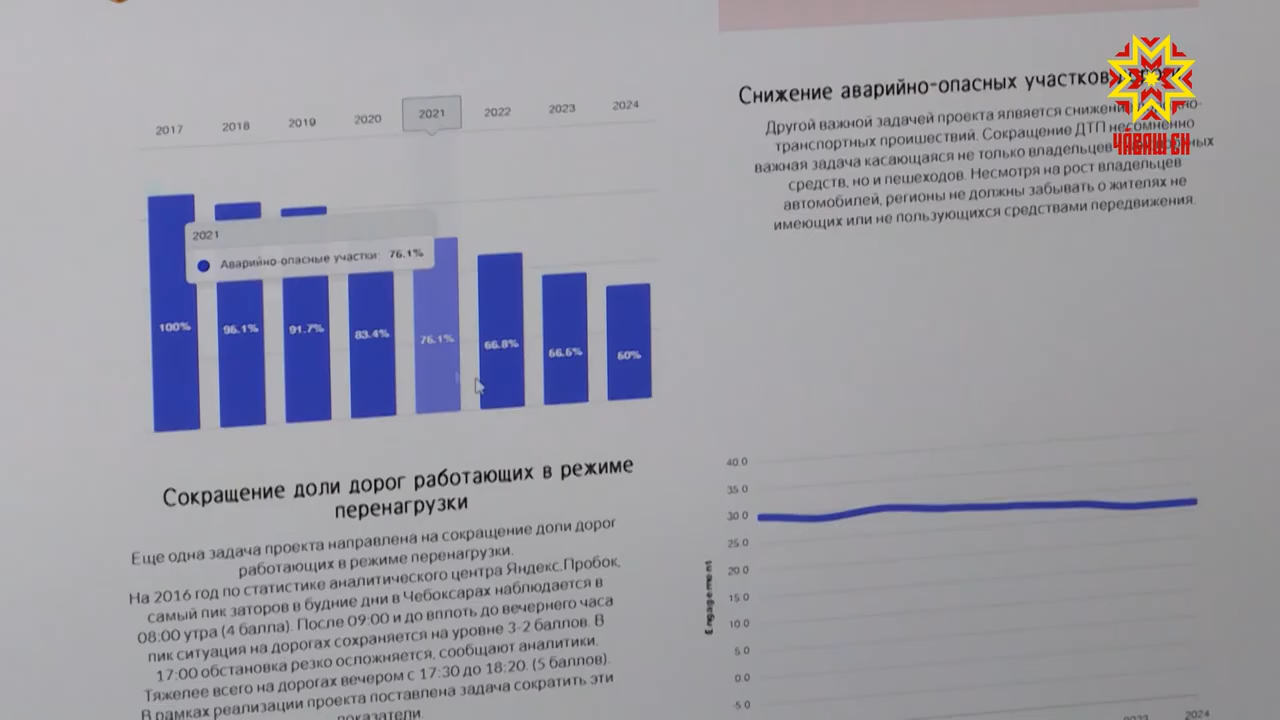 2017 2018 2019 2020 2021 2022 2023 2024
2021
Аварийно-опасные участки: 76.1%
100% 96.1% 91.7% 83.4% 76.1% 66.8% 66.6% 60%
Сокращение доли дорог работающих в режиме
перенагрузки
Еще одна задача проекта направлена на сокращение доли дорог
работающих в режиме перенагрузки.
На 2016 год по статистике аналитического центра Яндекс.Пробок,
самый пик заторов в будние дни в Чебоксарах наблюдается в
08:00 утра (4 балла). После 09:00 и до вплоть до вечернего часа
пик ситуация на дорогах сохраняется на уровне 3-2 баллов. В
17:00 обстановка резко осложняется, сообщают аналитики.
Тяжелее всего на дорогах вечером с 17:30 до 18:20. (5 баллов).
В рамках реализации проекта поставлена задача сократить эти
показатели.
Снижение аварийно-опасных участков
Другой важной задачей проекта является
транспортных проишествий. Сокращение ДТП несомненно
важная задача касающаяся не только владельцев
средств, но и пешеходов. Несмотря на рост владельцев
автомобилей, регионы не должны забывать о жителях не
имеющих или не пользующихся средствами передвижения.
ЧӐВАШ ЕН
40.0
35.0
30.0
25.0
20.0
15.0
10.0
5.0
0.0
-5.0
Engagement
2023 2024